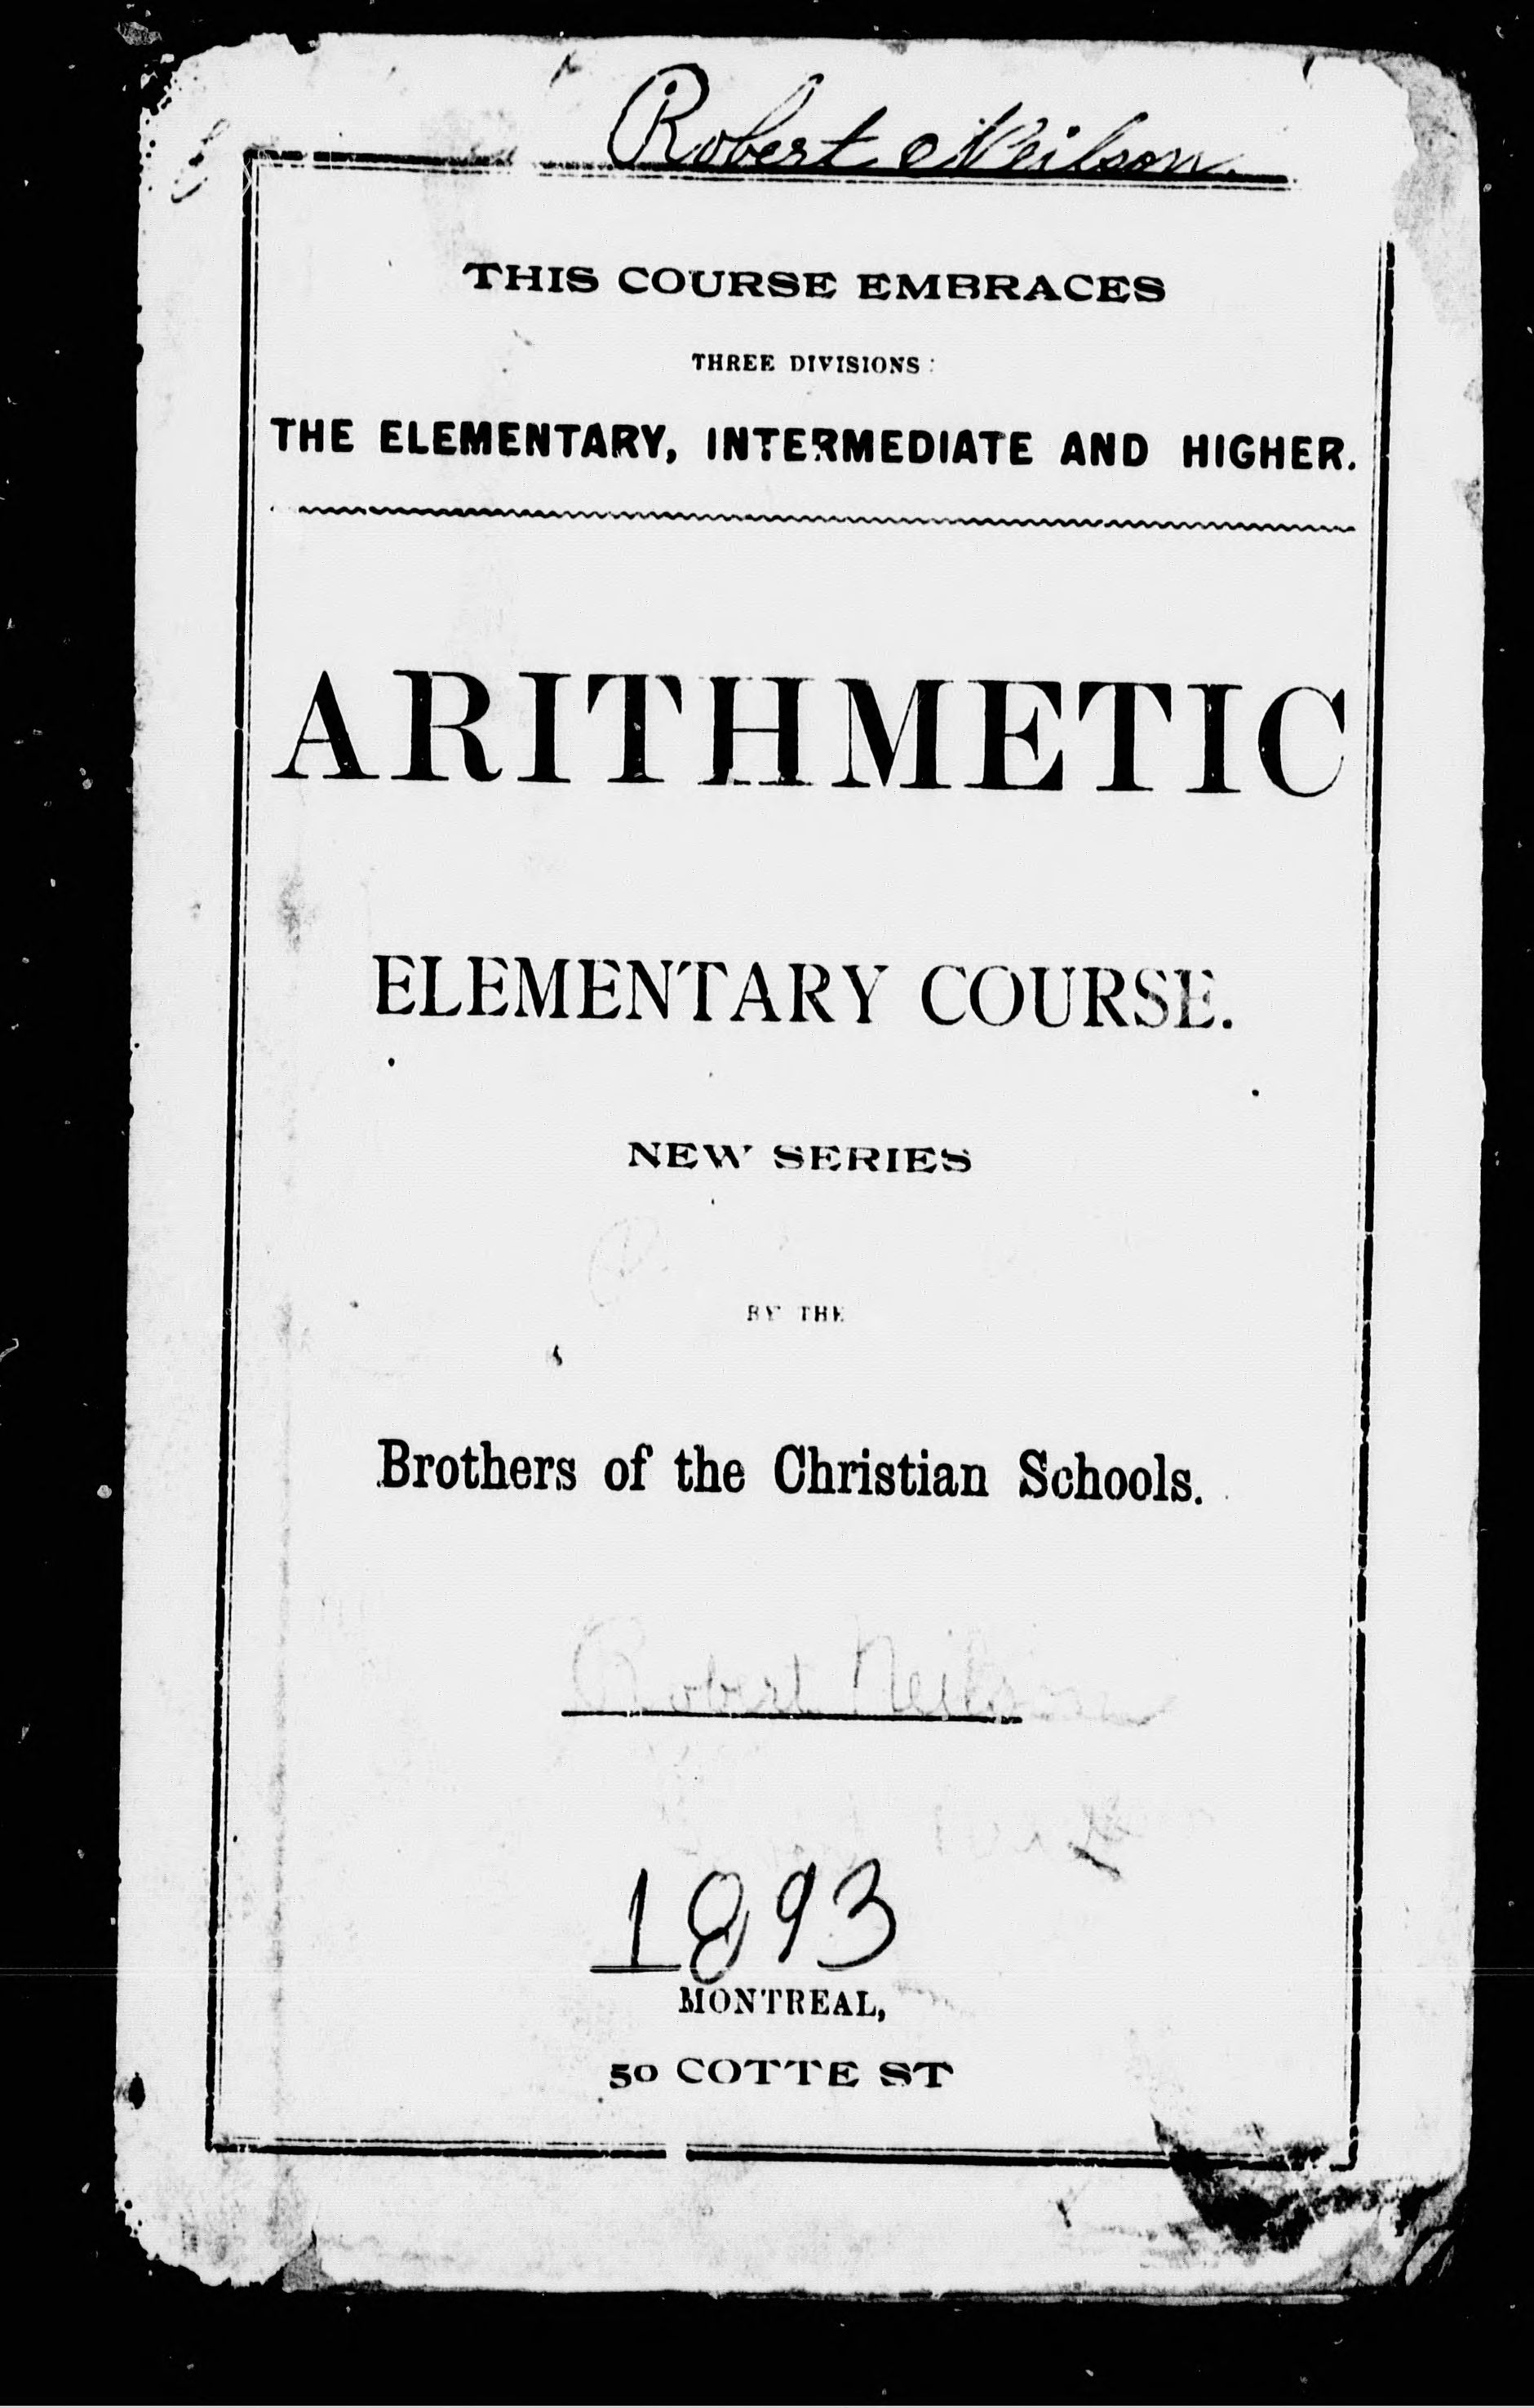 Robert Neilson.
THIS COURSE EMBRACES
THREE DIVISIONS:
THE ELEMENTARY, INTERMEDIATE AND HIGHER.
ARITHMETIC
ELEMENTARY COURSE.
NEW SERIES
BY THE
Brothers of the Christian Schools.
Robert Neilson
1893
MONTREAL,
50 COTTE ST